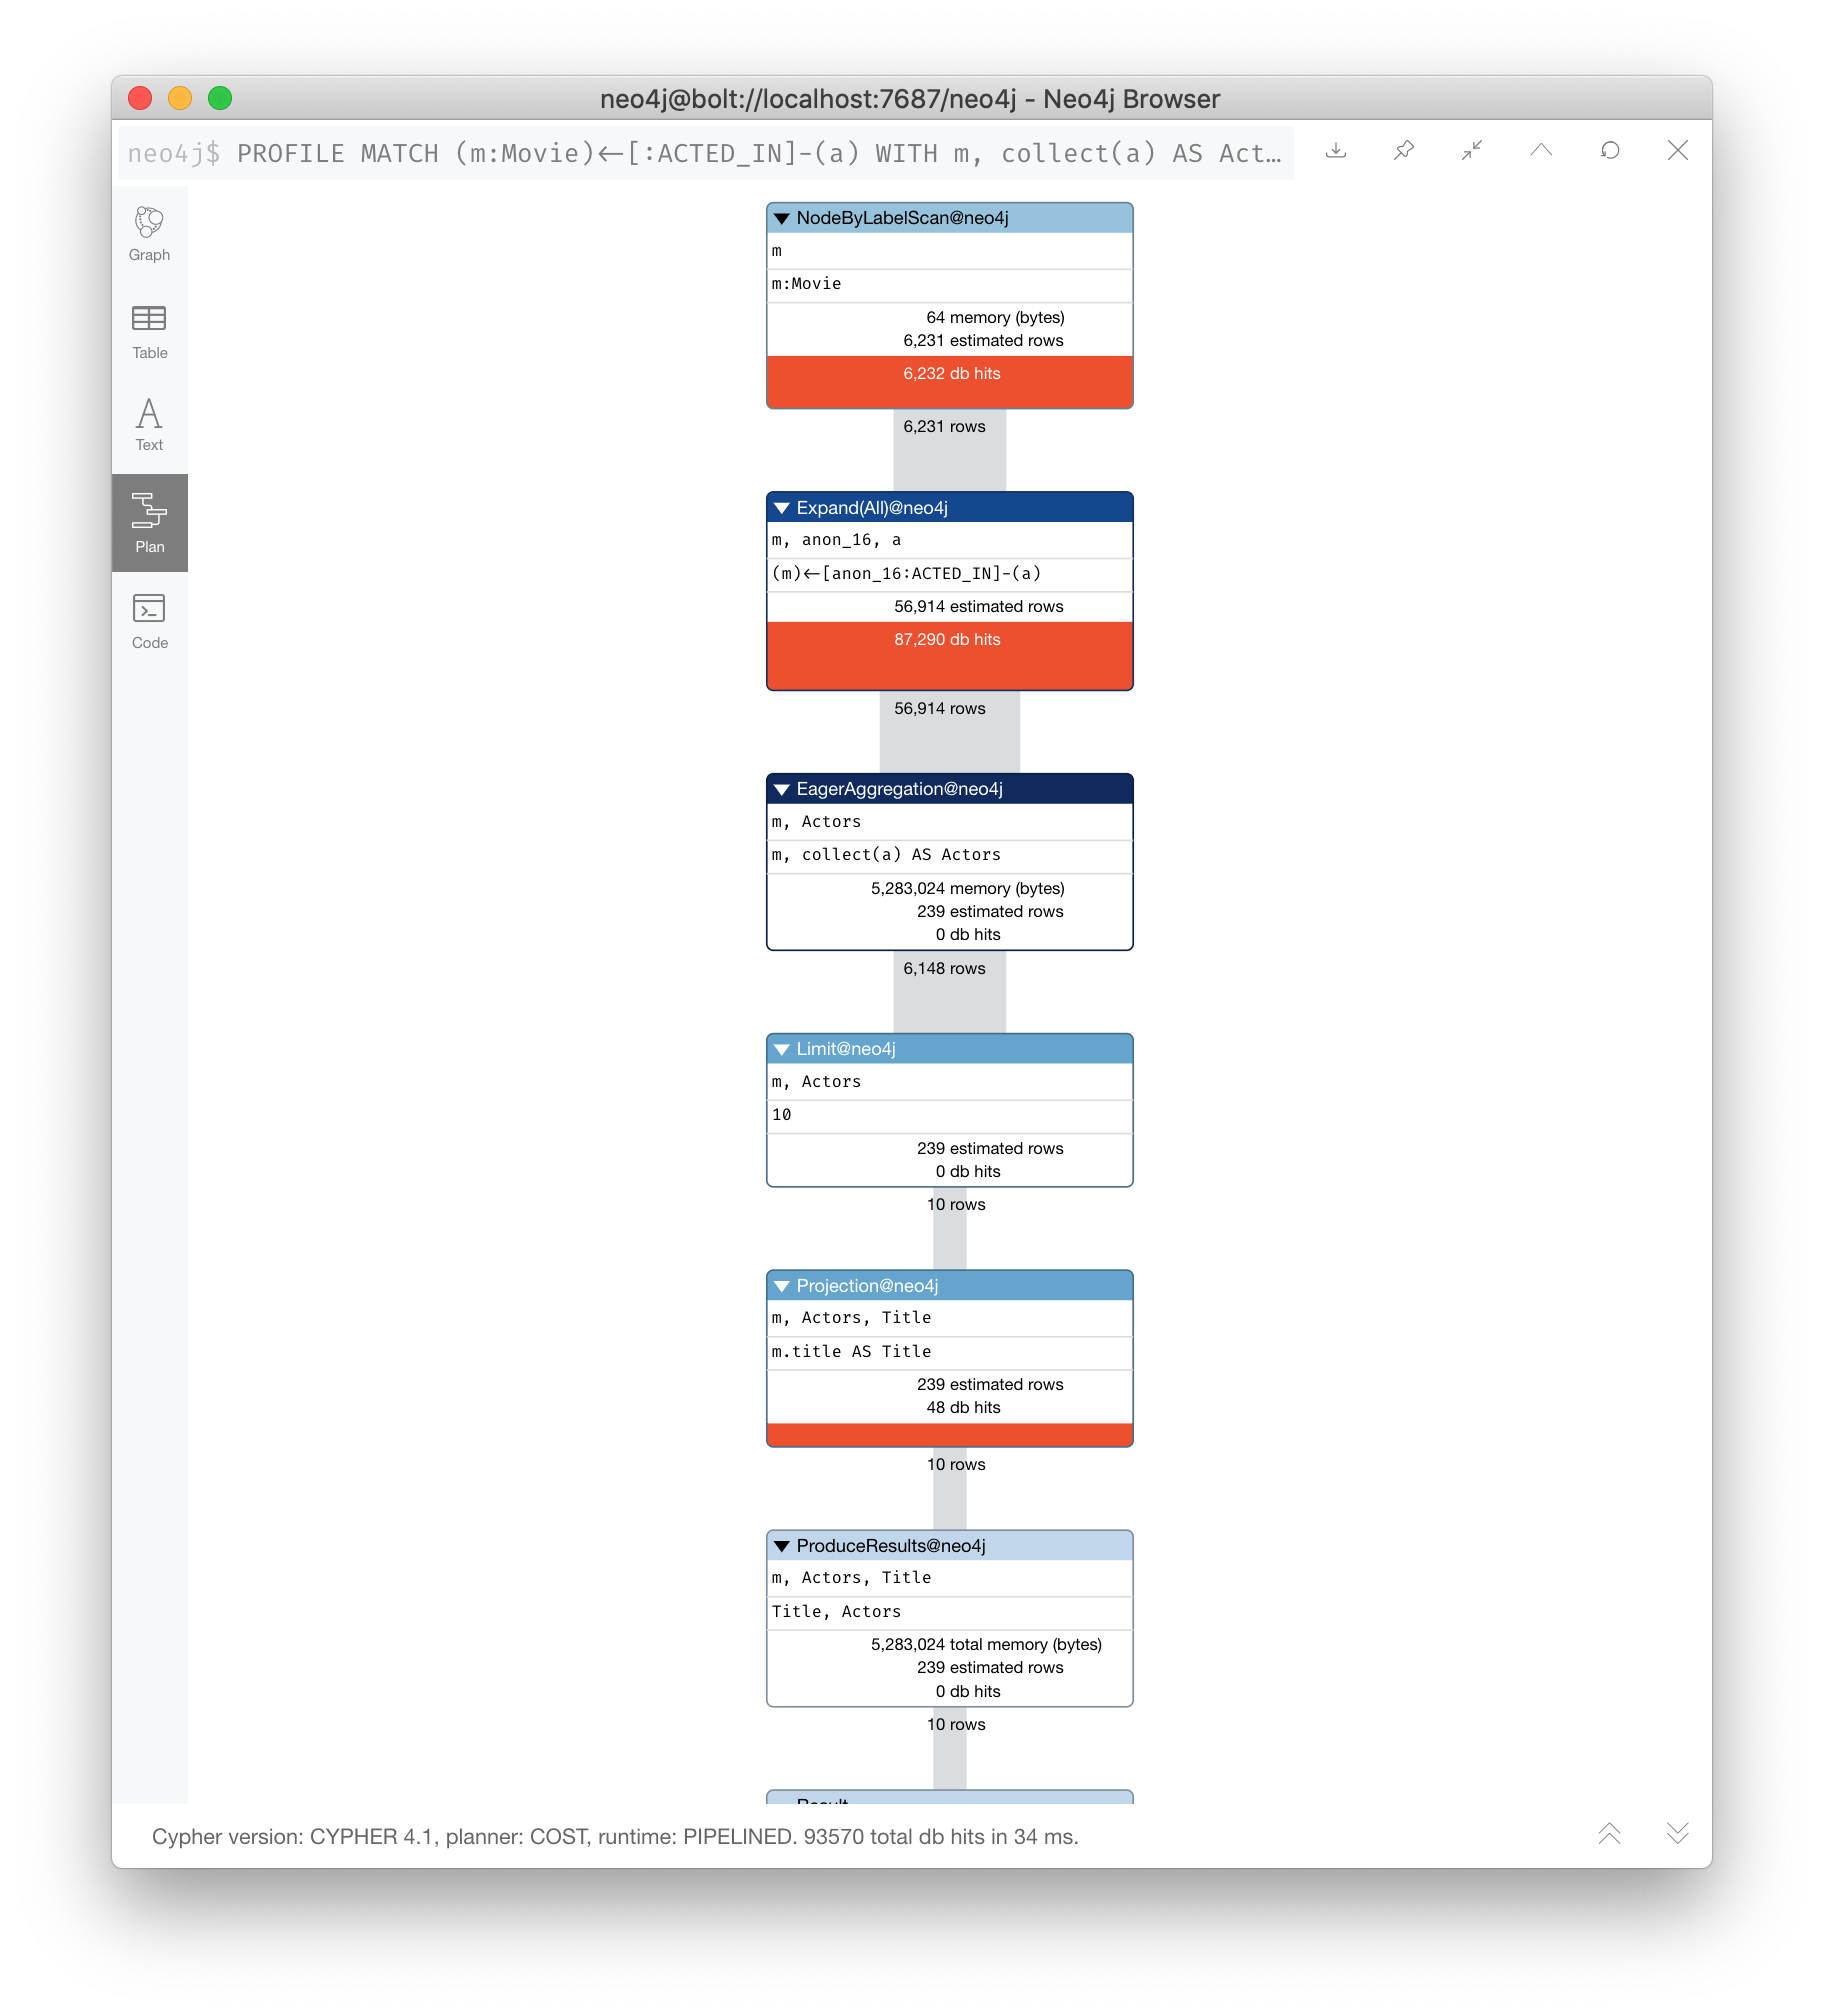 neo4j@bolt://localhost:7687/neo4j - Neo4j Browser
neo4j$ PROFILE MATCH (m:Movie)<-[:ACTED_IN]-(a) WITH m, collect(a) AS Act…
Graph
Table
Text
Plan
Code
NodeByLabelScan@neo4j
m
m:Movie
64 memory (bytes)
6,231 estimated rows
6,232 db hits
6,231 rows
Expand(All)@neo4j
m, anon_16, a
(m)<-[anon_16:ACTED_IN]-(a)
56,914 estimated rows
87,290 db hits
56,914 rows
EagerAggregation@neo4j
m, Actors
m, collect(a) AS Actors
5,283,024 memory (bytes)
239 estimated rows
0 db hits
6,148 rows
Limit@neo4j
m, Actors
10
239 estimated rows
0 db hits
10 rows
Projection@neo4j
m, Actors, Title
m.title AS Title
239 estimated rows
48 db hits
10 rows
ProduceResults@neo4j
m, Actors, Title
Title, Actors
5,283,024 total memory (bytes)
239 estimated rows
0 db hits
10 rows
Result
Cypher version: CYPHER 4.1, planner: COST, runtime: PIPELINED. 93570 total db hits in 34 ms.